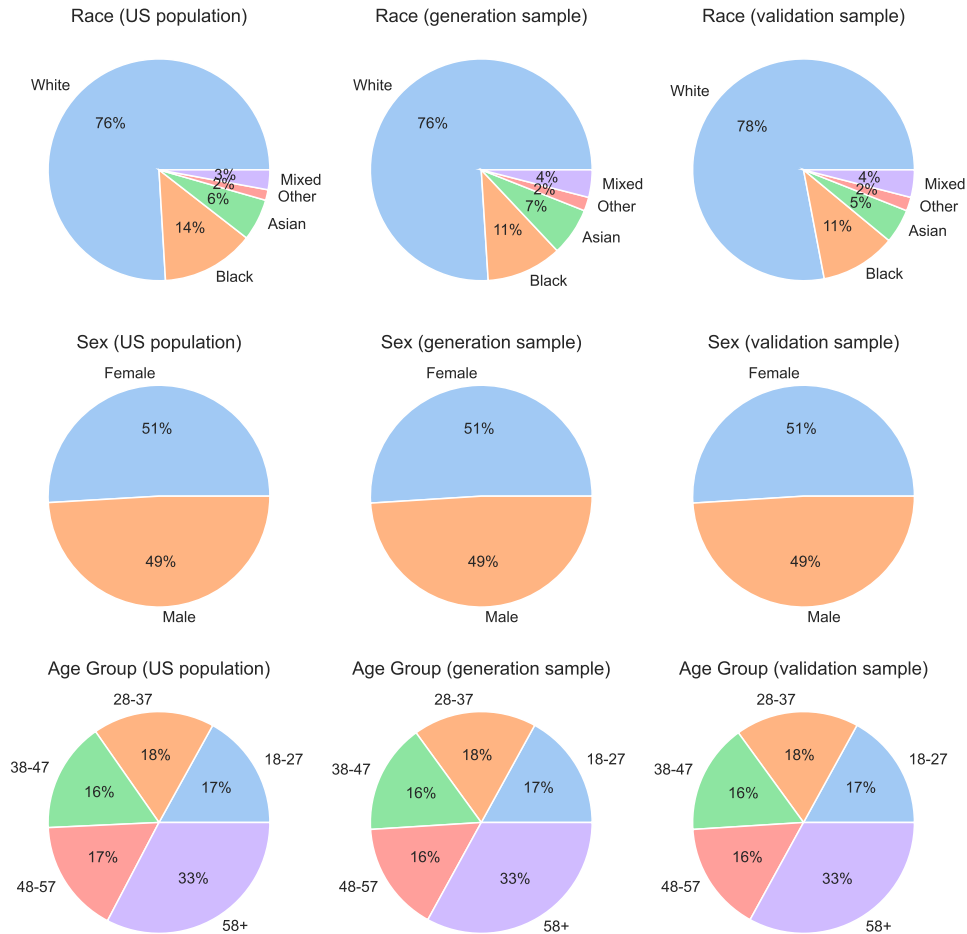 Race (US population)
White
76%
3%
2%
6%
14%
Mixed
Other
Asian
Black
Race (generation sample)
White
76%
4%
2%
7%
11%
Mixed
Other
Asian
Black
Race (validation sample)
White
78%
4%
2%
5%
11%
Mixed
Other
Asian
Black
Sex (US population)
Female
51%
49%
Male
Sex (generation sample)
Female
51%
49%
Male
Sex (validation sample)
Female
51%
49%
Male
Age Group (US population)
28-37
18-27
18%
38-47
17%
16%
17%
33%
48-57
58+
Age Group (generation sample)
28-37
18-27
18%
38-47
17%
16%
16%
33%
48-57
58+
Age Group (validation sample)
28-37
18-27
18%
38-47
17%
16%
16%
33%
48-57
58+